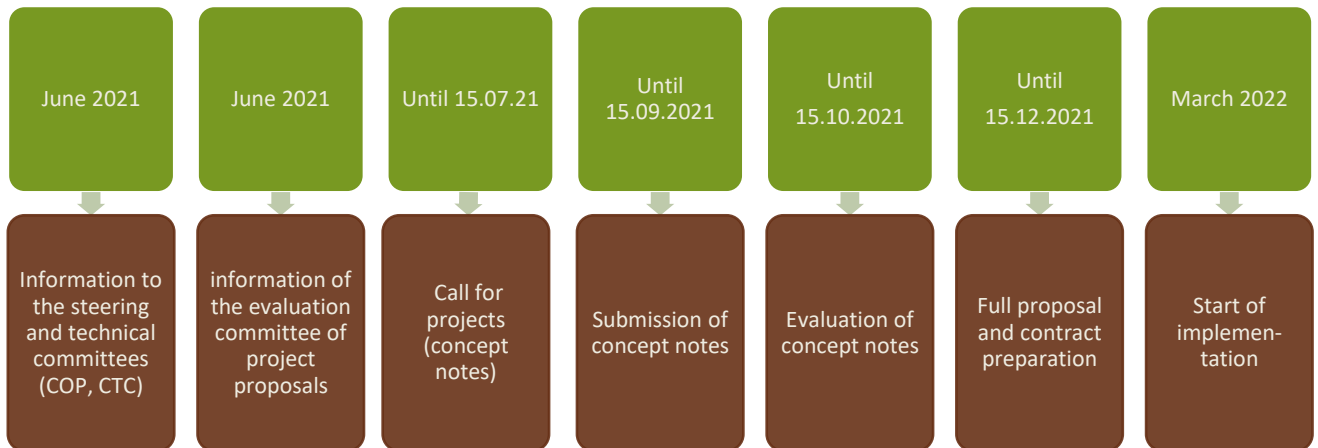 June 2021
June 2021
Until 15.07.21
Until
15.09.2021
Until
15.10.2021
Until
15.12.2021
March 2022
Information to
the steering
and technical
committees
(COP, CTC)
information of
the evaluation
committee of
project
proposals
Call for
projects
(concept
notes)
Submission of
concept notes
Evaluation of
concept notes
Full proposal
and contract
preparation
Start of
implemen-
tation